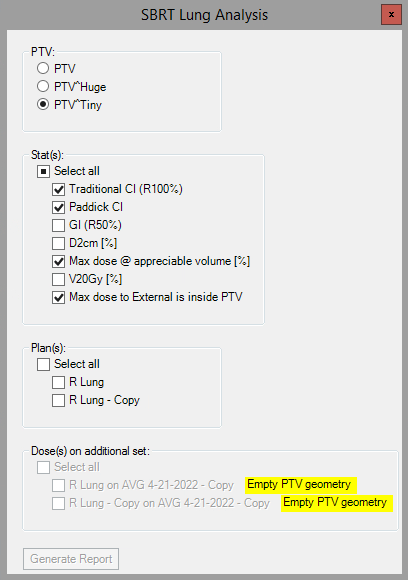 SBRT Lung Analysis
x
PTV:
PTV
PTV^Huge
PTV^Tiny
Stat(s):
Select all
Traditional CI (R100%)
Paddick CI
GI (R50%)
D2cm [%]
Max dose @ appreciable volume [%]
V20Gy [%]
Max dose to External is inside PTV
Plan(s):
Select all
R Lung
R Lung - Copy
Dose(s) on additional set:
Select all
R Lung on AVG 4-21-2022 - Copy Empty PTV geometry
R Lung - Copy on AVG 4-21-2022 - Copy Empty PTV geometry
Generate Report